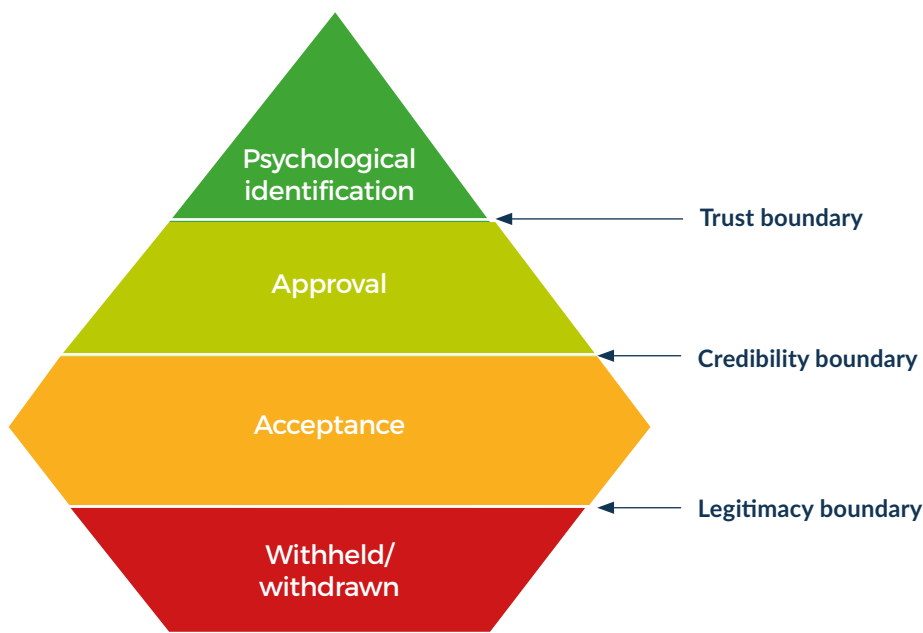 Psychological
identification
Trust boundary
Approval
Credibility boundary
Acceptance
Legitimacy boundary
Withheld/
withdrawn